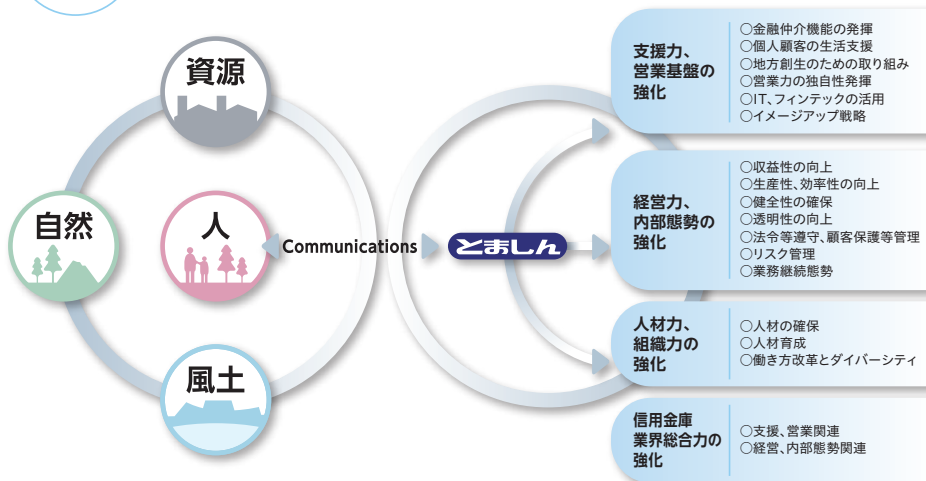 資源
自然
人
風土
Communications
とましん
支援力、
営業基盤の
強化
○金融仲介機能の発揮
○個人顧客の生活支援
○地方創生のための取り組み
○営業力の独自性発揮
○IT、フィンテックの活用
○イメージアップ戦略
経営力、
内部態勢の
強化
○収益性の向上
○生産性、効率性の向上
○健全性の確保
○透明性の向上
○法令等遵守、顧客保護等管理
○リスク管理
○業務継続態勢
人材力、
組織力の
強化
○人材の確保
○人材育成
○働き方改革とダイバーシティ
信用金庫
業界総合力の
強化
○支援、営業関連
○経営、内部態勢関連